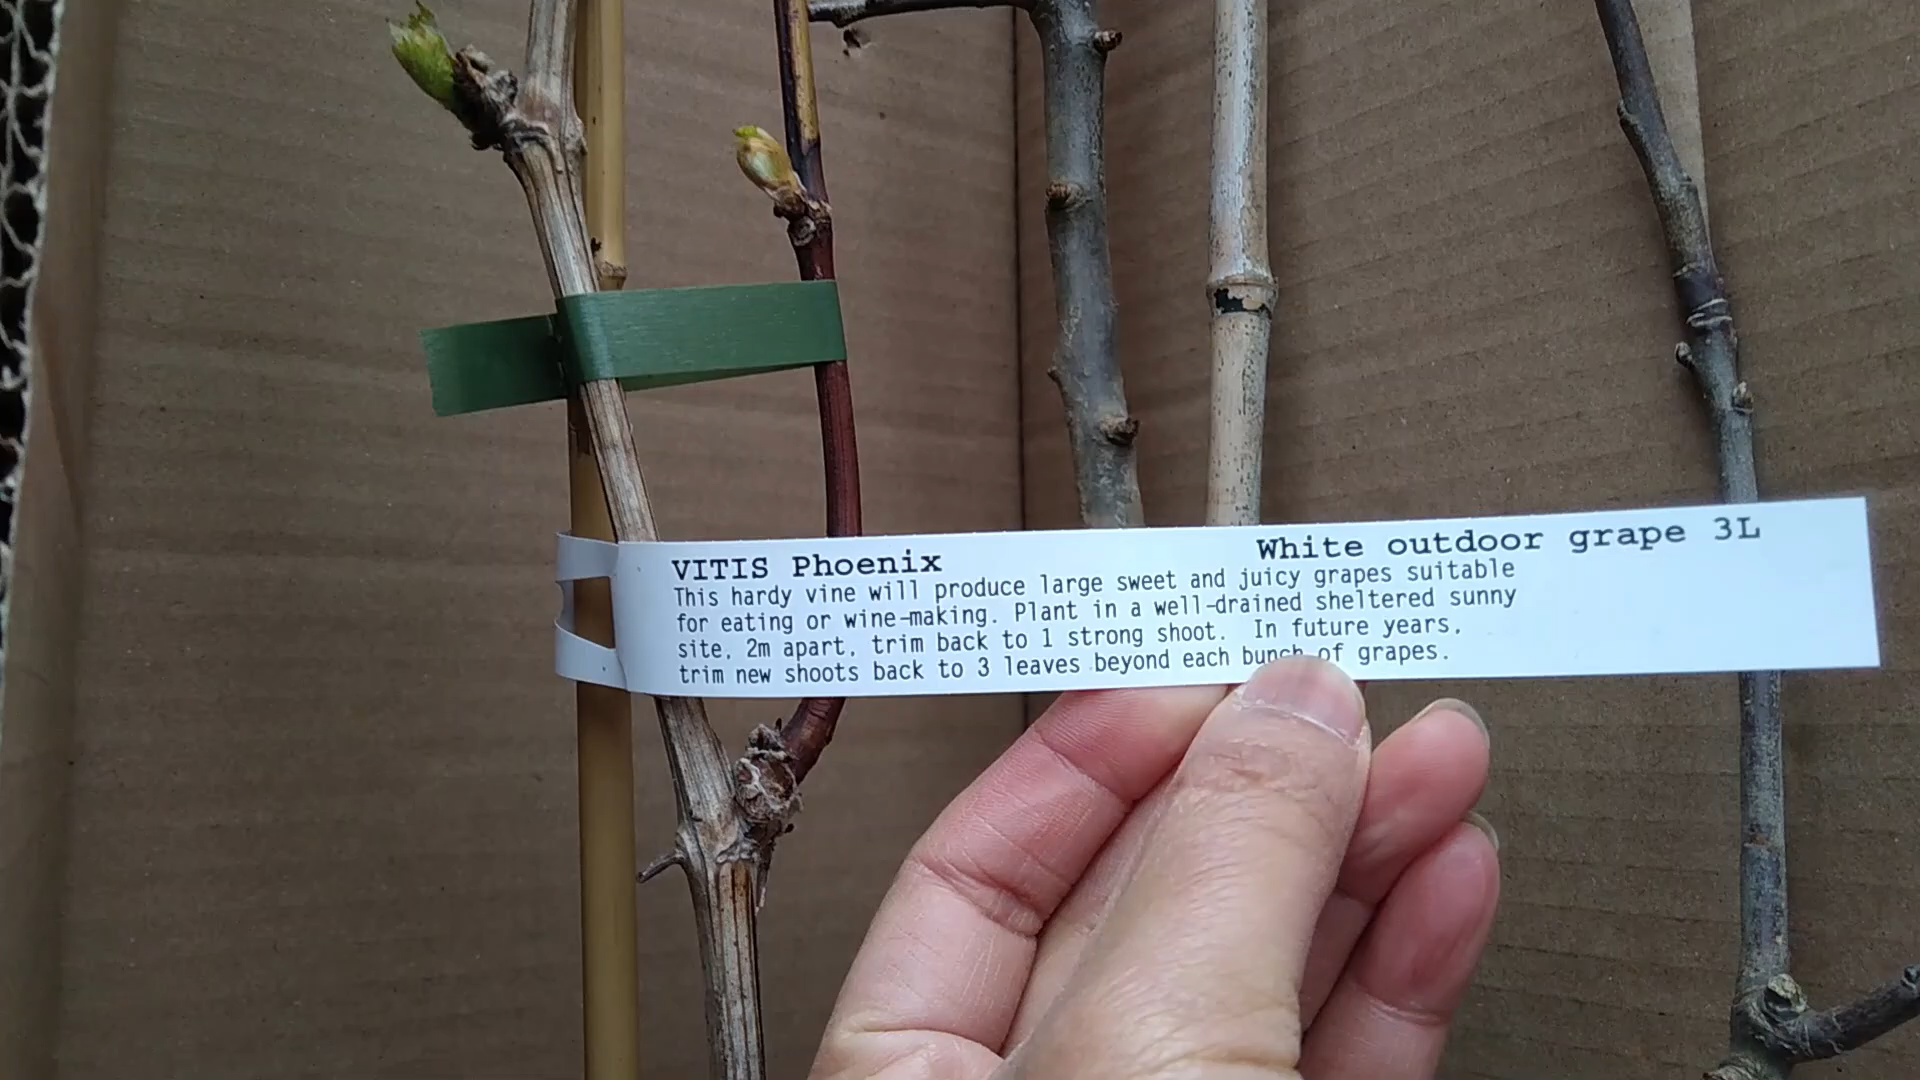 VITIS Phoenix White outdoor grape 3L
This hardy vine will produce large sweet and juicy grapes suitable
for eating or wine-making. Plant in a well-drained sheltered sunny
site, 2m apart, trim back to 1 strong shoot. In future years,
trim new shoots back to 3 leaves beyond each bunch of grapes.